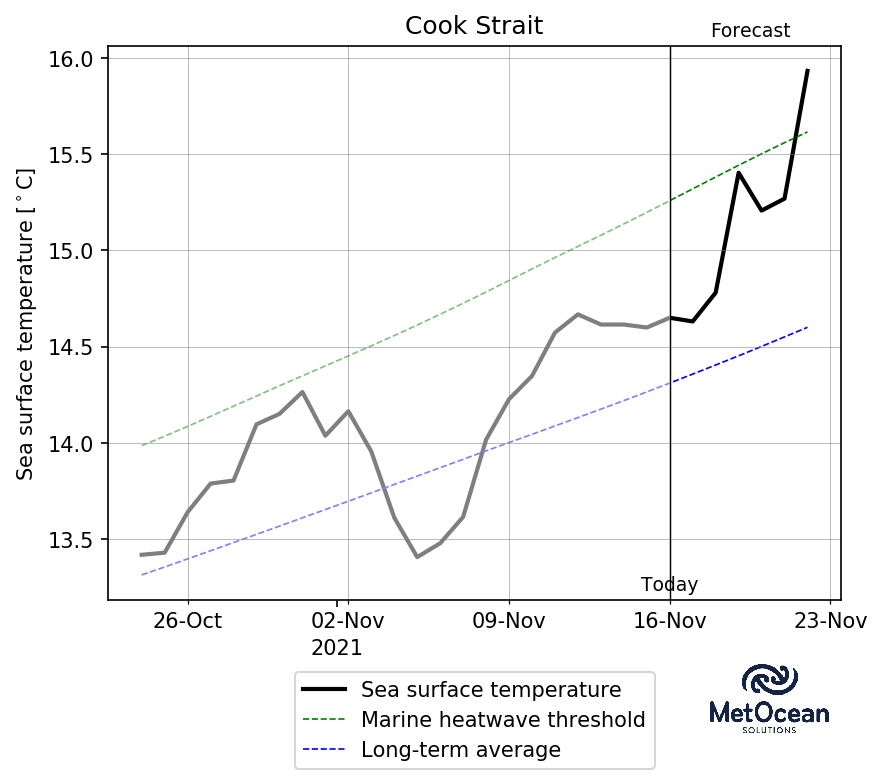 Cook Strait
Forecast
16.0
15.5
15.0
14.5
14.0
13.5
Sea surface temperature [°C]
Today
26-Oct 02-Nov 09-Nov 16-Nov 23-Nov
2021
Sea surface temperature
Marine heatwave threshold
Long-term average
MetOcean
SOLUTIONS